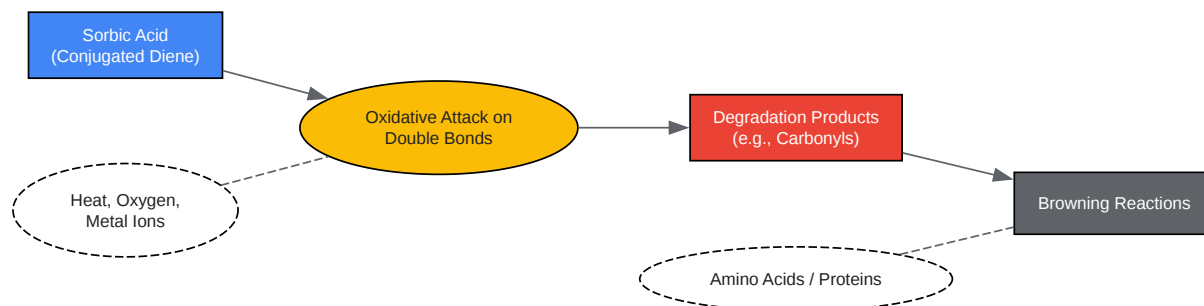 Sorbic Acid
(Conjugated Diene)
Oxidative Attack on
Double Bonds
Degradation Products
(e.g., Carbonyls)
Heat, Oxygen,
Metal Ions
Browning Reactions
Amino Acids / Proteins